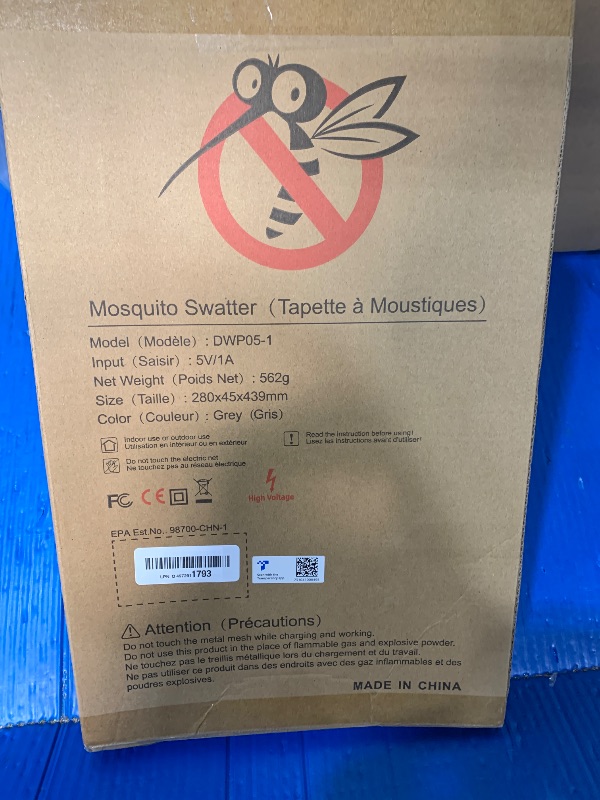 Mosquito Swatter（Tapette à Moustiques）
Model（Modèle）: DWP05-1
Input（Saisir）: 5V/1A
Net Weight（Poids Net）: 562g
Size（Taille）: 280x45x439mm
Color（Couleur）: Grey（Gris）
Indoor use or outdoor use
Utilisation en intérieur ou en extérieur
Read the instruction before using!
Lisez les instructions avant d'utiliser!
Do not touch the electric net
Ne touchez pas au réseau électrique
FC CE
High Voltage
EPA Est.No.: 98700-CHN-1
1793
Attention（Précautions）
Do not touch the metal mesh while charging and working.
Do not use this product in the place of flammable gas and explosive powder.
Ne touchez pas le treillis métallique lors du chargement et du travail.
Ne pas utiliser ce produit dans des endroits avec des gaz inflammables et des
poudres explosives.
MADE IN CHINA